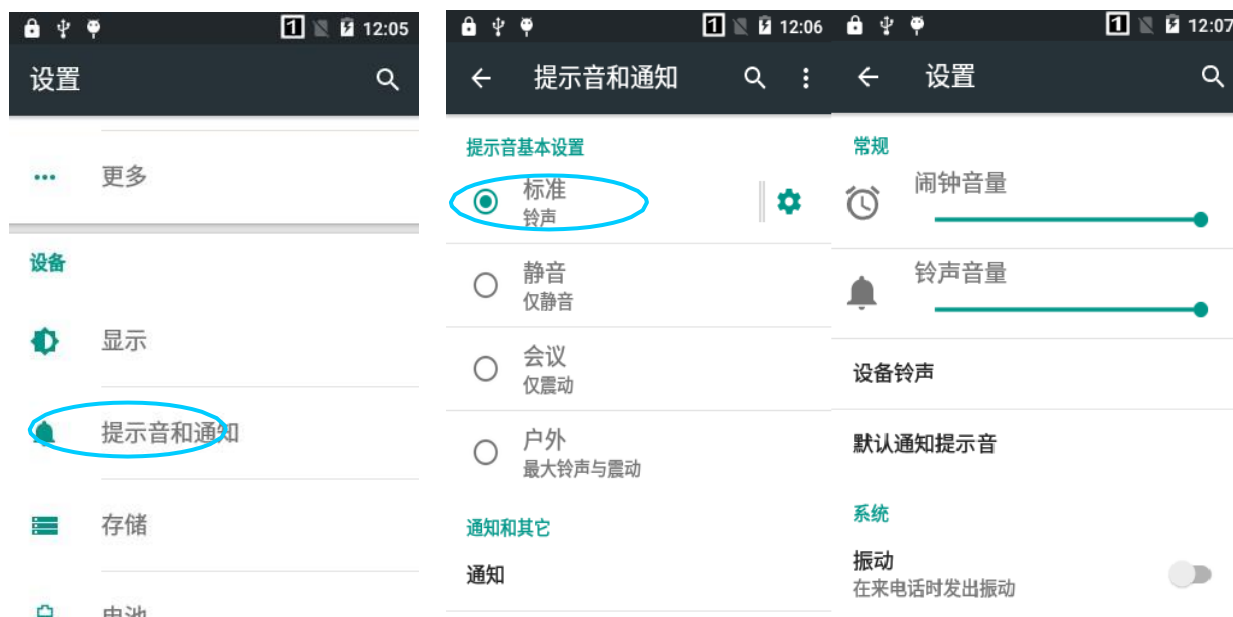 1 12:05
设置
更多
设备
显示
提示音和通知
存储
电池
1 12:06
提示音和通知
提示音基本设置
标准
铃声
静音
仅静音
会议
仅震动
户外
最大铃声与震动
通知和其它
通知
1 12:07
设置
常规
闹钟音量
铃声音量
设备铃声
默认通知提示音
系统
振动
在来电话时发出振动